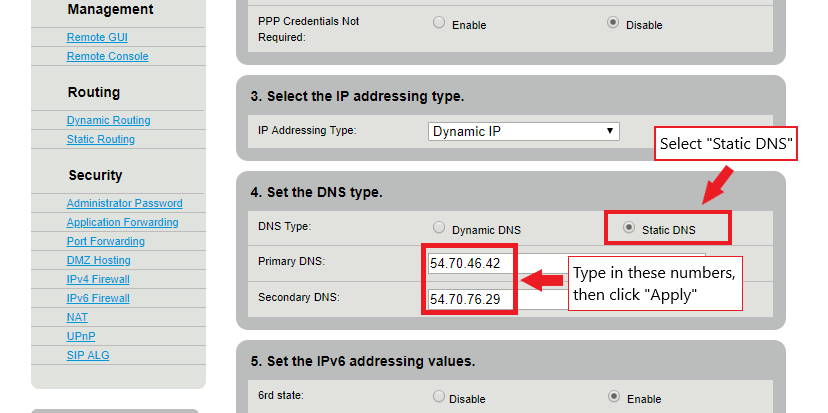 Management
Remote GUI
Remote Console
Routing
Dynamic Routing
Static Routing
Security
Administrator Password
Application Forwarding
Port Forwarding
DMZ Hosting
IPv4 Firewall
IPv6 Firewall
NAT
UPnP
SIP ALG
PPP Credentials Not
Required:
Enable
Disable
3. Select the IP addressing type.
IP Addressing Type:
Dynamic IP
Select "Static DNS"
4. Set the DNS type.
DNS Type:
Dynamic DNS
Static DNS
Primary DNS:
54.70.46.42
Secondary DNS:
54.70.76.29
Type in these numbers,
then click "Apply"
5. Set the IPv6 addressing values.
6rd state:
Disable
Enable